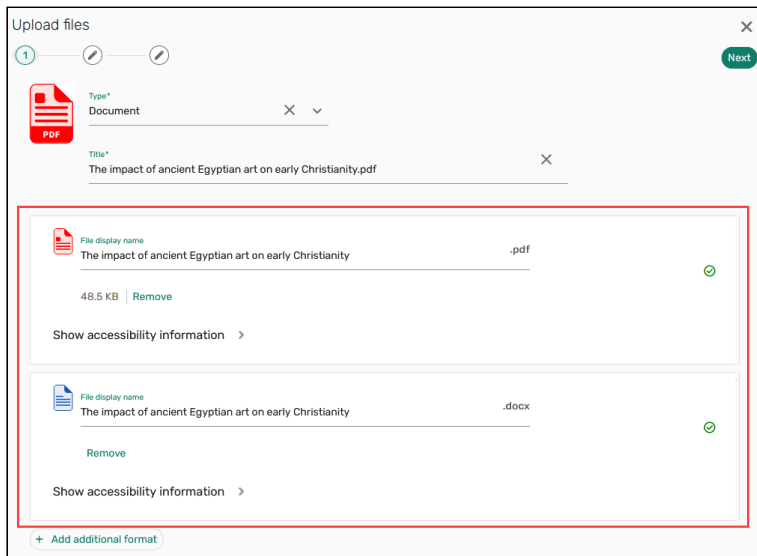 Upload files
1
Next
PDF
Type*
Document
Title*
The impact of ancient Egyptian art on early Christianity.pdf
File display name
The impact of ancient Egyptian art on early Christianity .pdf
48.5 KB | Remove
Show accessibility information >
File display name
The impact of ancient Egyptian art on early Christianity .docx
Remove
Show accessibility information >
+ Add additional format